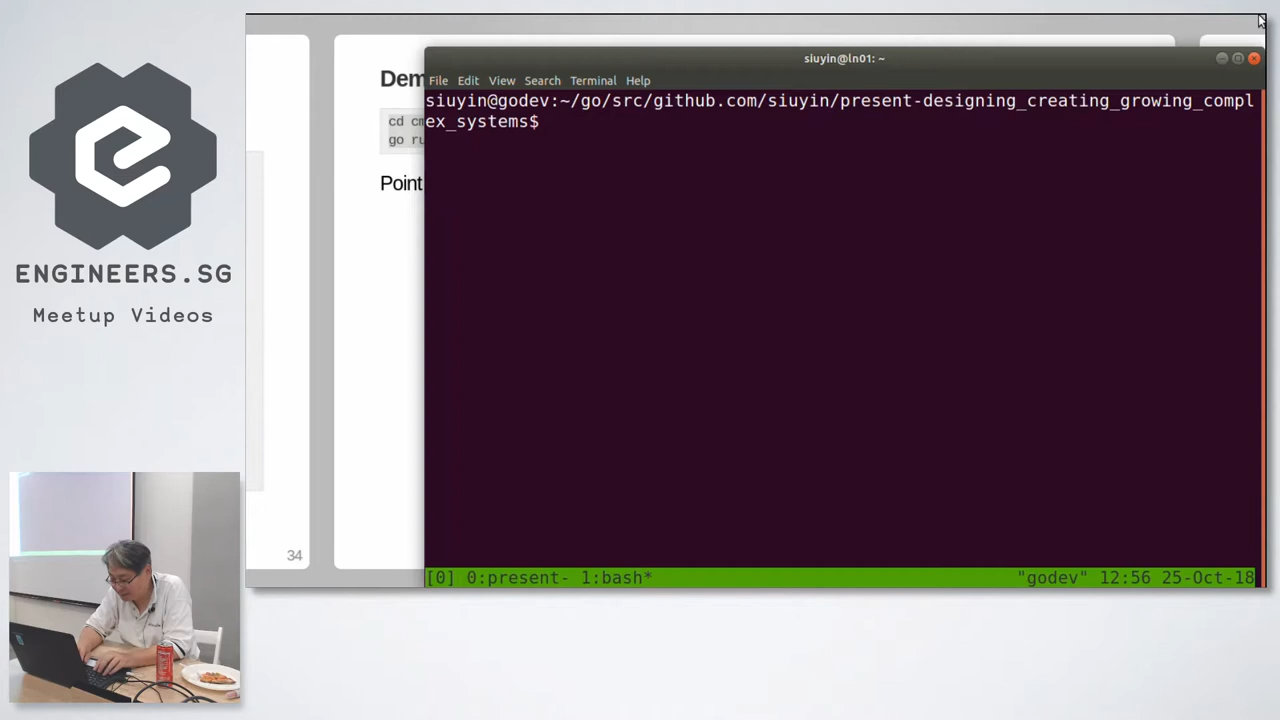 ENGINEERS.SG
Meetup Videos
Dem
cd cm
go ru
Point
34
siuyin@ln01: ~
File Edit View Search Terminal Help
siuyin@godev:~/go/src/github.com/siuyin/present-designing_creating_growing_compl
ex_systems$
[0] 0:present- 1:bash* "godev" 12:56 25-Oct-18